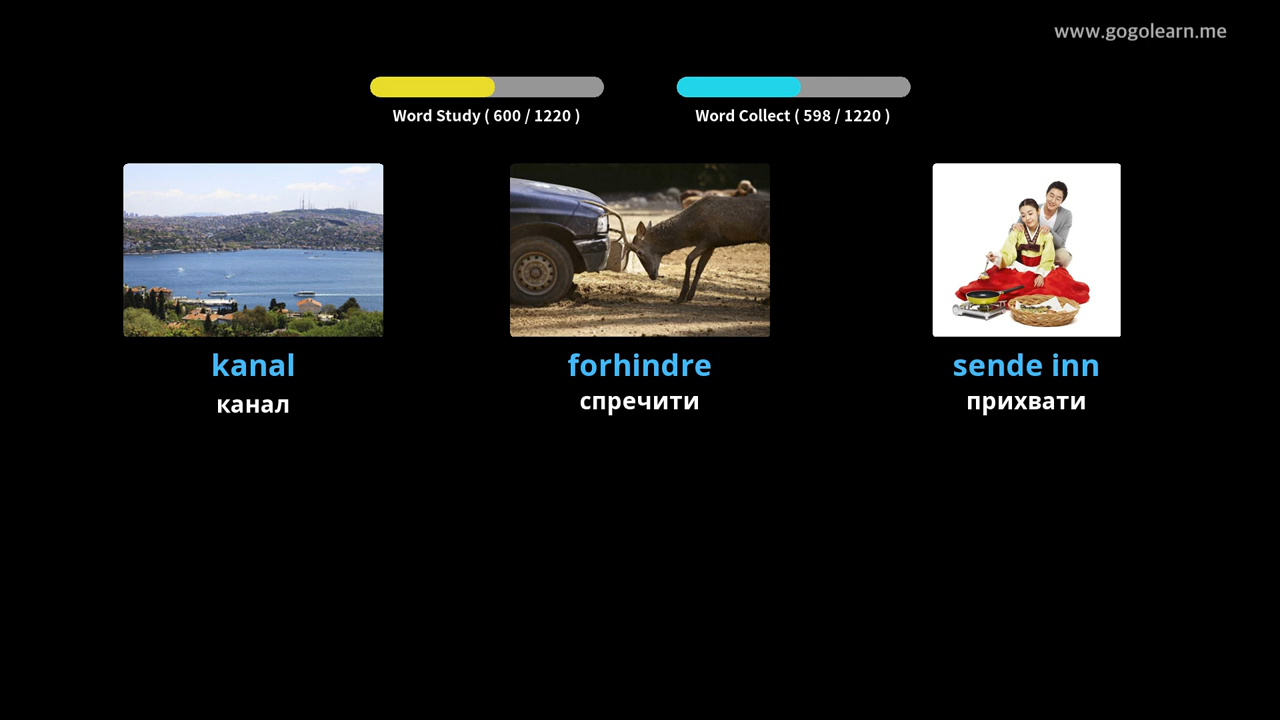 www.gogolearn.me
Word Study ( 600 / 1220 )
Word Collect ( 598 / 1220 )
kanal
канал
forhindre
спречити
sende inn
прихвати